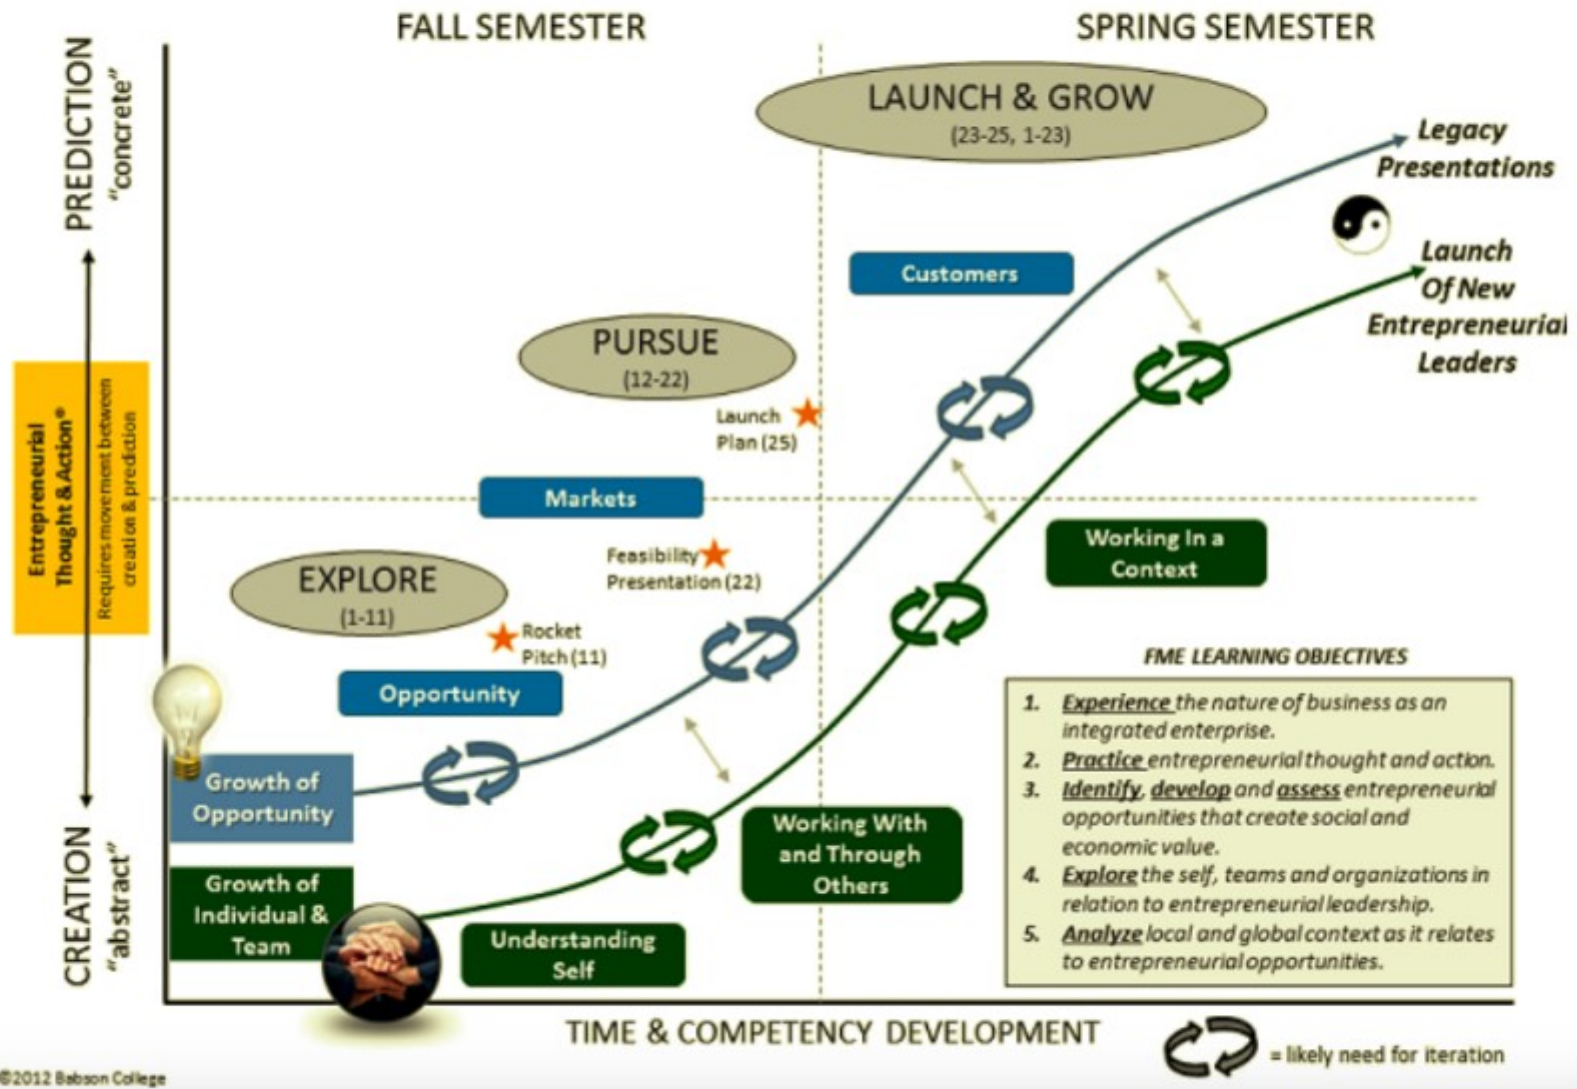 FALL SEMESTER
SPRING SEMESTER
PREDICTION
"concrete"
LAUNCH & GROW
(23-25, 1-23)
Legacy
Presentations
Launch
Of New
Entrepreneurial
Leaders
Customers
PURSUE
(12-22)
Launch
Plan (25)
Entrepreneurial
Thought & Action®
Requires movement between
creation & prediction
Markets
Feasibility
Presentation (22)
Working In a
Context
EXPLORE
(1-11)
Rocket
Pitch (11)
Opportunity
Growth of
Opportunity
Working With
and Through
Others
Growth of
Individual &
Team
Understanding
Self
CREATION
"abstract"
FME LEARNING OBJECTIVES
1. Experience the nature of business as an
integrated enterprise.
2. Practice entrepreneurial thought and action.
3. Identify, develop and assess entrepreneurial
opportunities that create social and
economic value.
4. Explore the self, teams and organizations in
relation to entrepreneurial leadership.
5. Analyze local and global context as it relates
to entrepreneurial opportunities.
TIME & COMPETENCY DEVELOPMENT
= likely need for iteration
©2012 Babson College